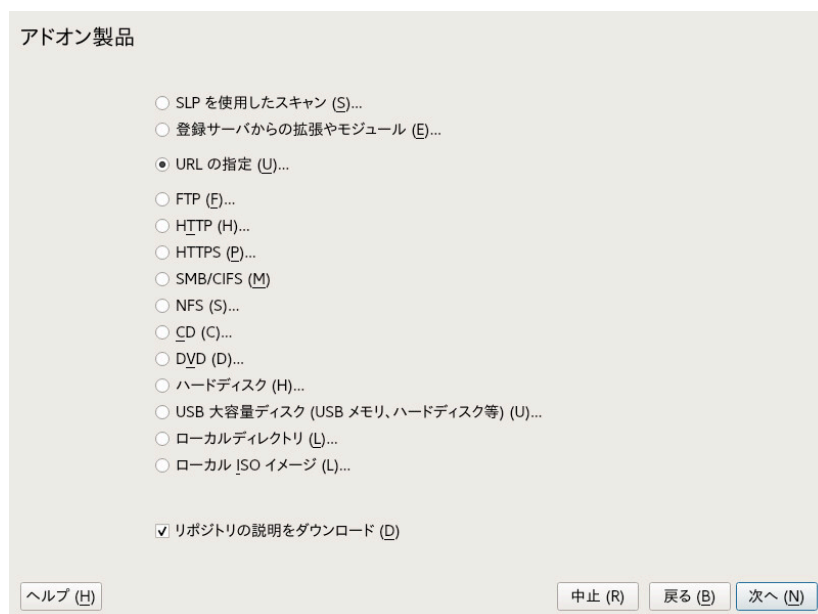 アドオン製品
SLP を使用したスキャン (S)...
登録サーバからの拡張やモジュール (E)...
URL の指定 (U)...
FTP (F)...
HTTP (H)...
HTTPS (P)...
SMB/CIFS (M)
NFS (S)...
CD (C)...
DVD (D)...
ハードディスク (H)...
USB 大容量ディスク (USB メモリ、ハードディスク等) (U)...
ローカルディレクトリ (L)...
ローカル ISO イメージ (L)...
リポジトリの説明をダウンロード (D)
ヘルプ (H) 中止 (R) 戻る (B) 次へ (N)